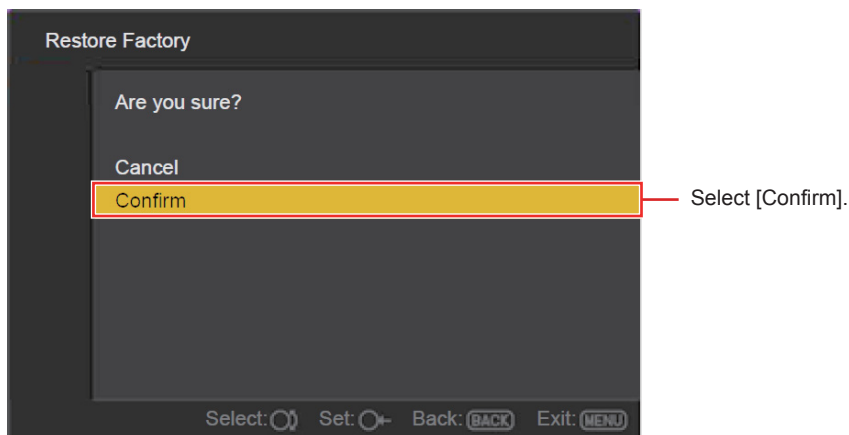 Restore Factory
Are you sure?
Cancel
Confirm
Select [Confirm].
Select: Set: Back: BACK Exit: MENU